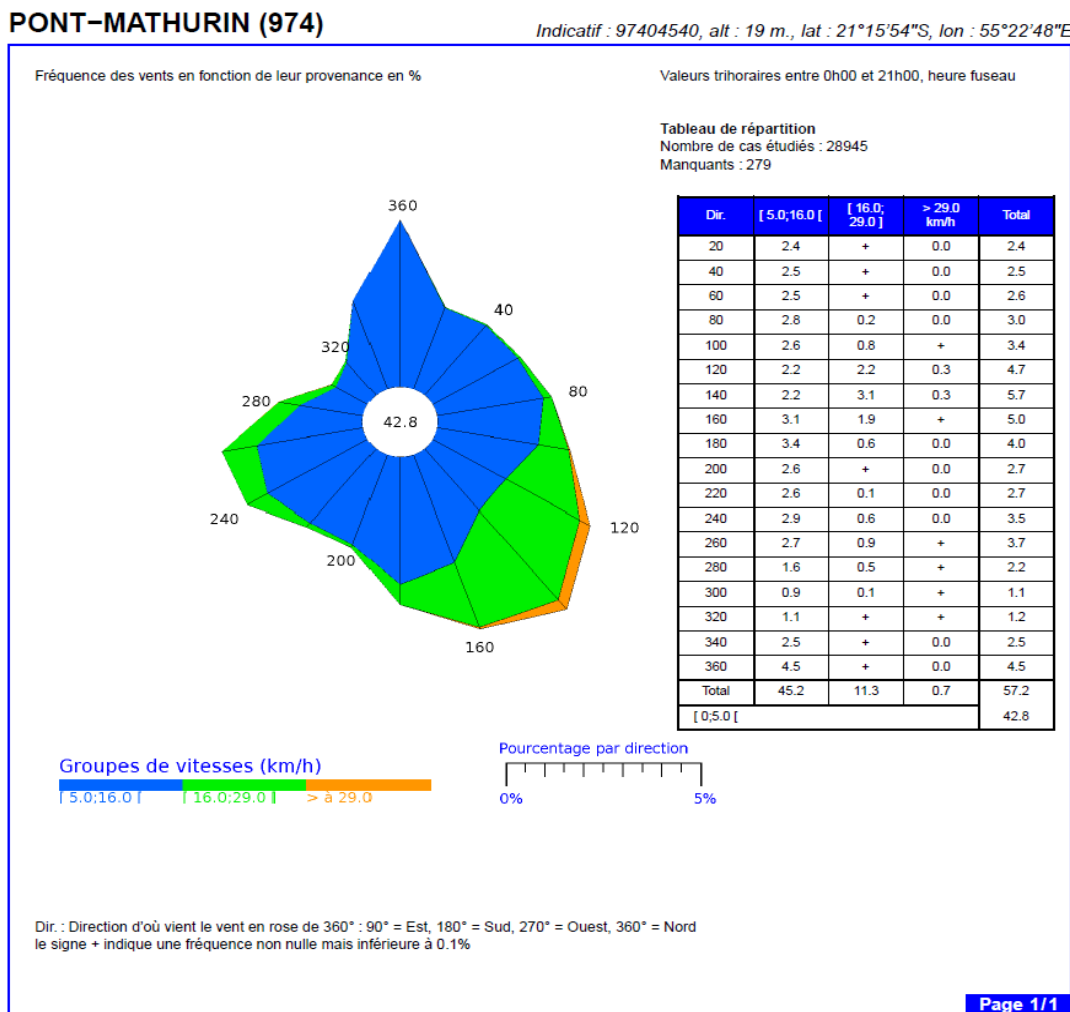 PONT−MATHURIN (974)
Indicatif : 97404540, alt : 19 m., lat : 21°15'54"S, lon : 55°22'48"E
Fréquence des vents en fonction de leur provenance en %
Valeurs trihoraires entre 0h00 et 21h00, heure fuseau
Tableau de répartition
Nombre de cas étudiés : 28945
Manquants : 279
360
40
80
120
160
200
240
280
320
42.8
Dir. [ 5.0;16.0 [ [ 16.0; 29.0 ] > 29.0 km/h Total
20 2.4 + 0.0 2.4
40 2.5 + 0.0 2.5
60 2.5 + 0.0 2.6
80 2.8 0.2 0.0 3.0
100 2.6 0.8 + 3.4
120 2.2 2.2 0.3 4.7
140 2.2 3.1 0.3 5.7
160 3.1 1.9 + 5.0
180 3.4 0.6 0.0 4.0
200 2.6 + 0.0 2.7
220 2.6 0.1 0.0 2.7
240 2.9 0.6 0.0 3.5
260 2.7 0.9 + 3.7
280 1.6 0.5 + 2.2
300 0.9 0.1 + 1.1
320 1.1 + + 1.2
340 2.5 + 0.0 2.5
360 4.5 + 0.0 4.5
Total 45.2 11.3 0.7 57.2
[ 0;5.0 [ 42.8
Groupes de vitesses (km/h)
[ 5.0;16.0 [ [ 16.0;29.0 ] > à 29.0
Pourcentage par direction
0% 5%
Dir. : Direction d'où vient le vent en rose de 360° : 90° = Est, 180° = Sud, 270° = Ouest, 360° = Nord
le signe + indique une fréquence non nulle mais inférieure à 0.1%
Page 1/1